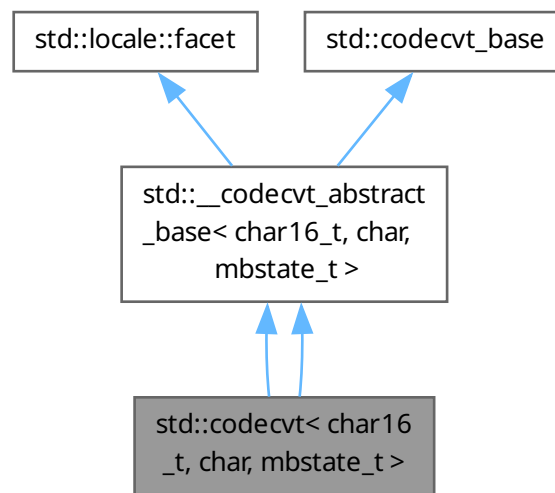 std::locale::facet
std::codecvt_base
std::__codecvt_abstract
_base< char16_t, char,
mbstate_t >
std::codecvt< char16
_t, char, mbstate_t >